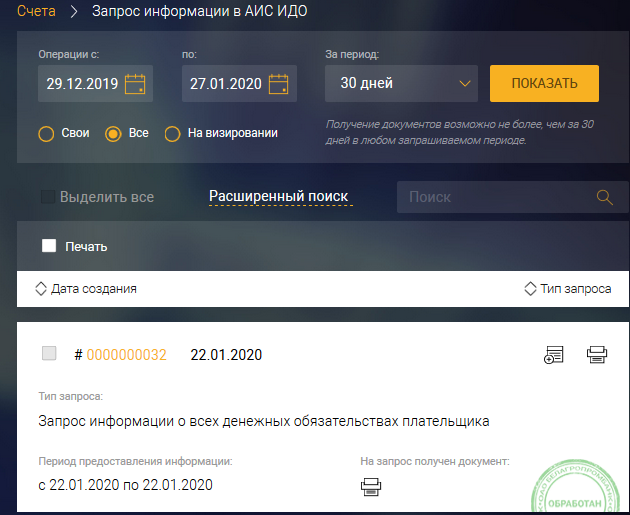 Счета > Запрос информации в АИС ИДО
Операции с: по: За период:
29.12.2019 27.01.2020 30 дней ПОКАЗАТЬ
Свои Все На визировании
Получение документов возможно не более, чем за 30
дней в любом запрашиваемом периоде.
Выделить все Расширенный поиск Поиск
Печать
Дата создания Тип запроса
# 0000000032 22.01.2020
Тип запроса:
Запрос информации о всех денежных обязательствах плательщика
Период предоставления информации: На запрос получен документ:
с 22.01.2020 по 22.01.2020
БЕЛАГРОПРОМБАНК
ОБРАБОТАН